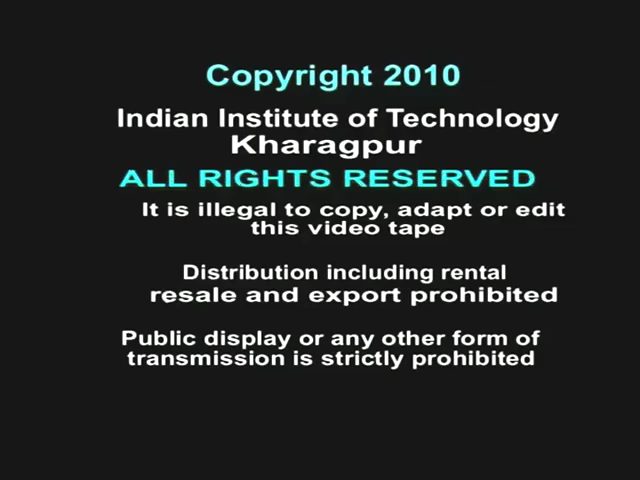 Copyright 2010
Indian Institute of Technology
Kharagpur
ALL RIGHTS RESERVED
It is illegal to copy, adapt or edit
this video tape
Distribution including rental
resale and export prohibited
Public display or any other form of
transmission is strictly prohibited